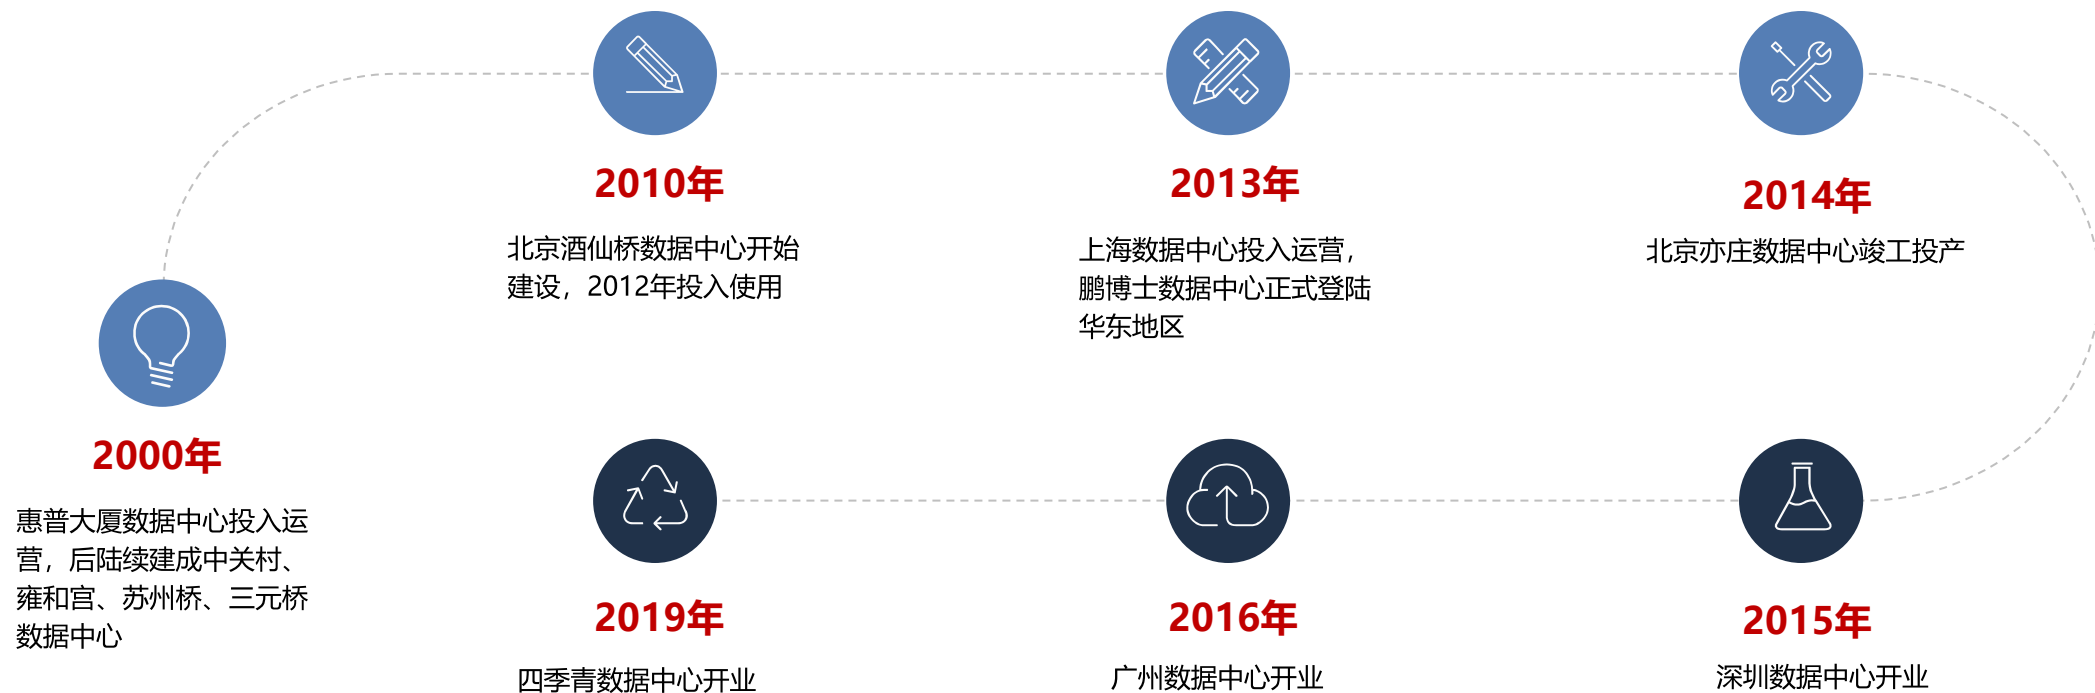 2000年
惠普大厦数据中心投入运
营，后陆续建成中关村、
雍和宫、苏州桥、三元桥
数据中心
2010年
北京酒仙桥数据中心开始
建设，2012年投入使用
2013年
上海数据中心投入运营，
鹏博士数据中心正式登陆
华东地区
2014年
北京亦庄数据中心竣工投产
2015年
深圳数据中心开业
2016年
广州数据中心开业
2019年
四季青数据中心开业